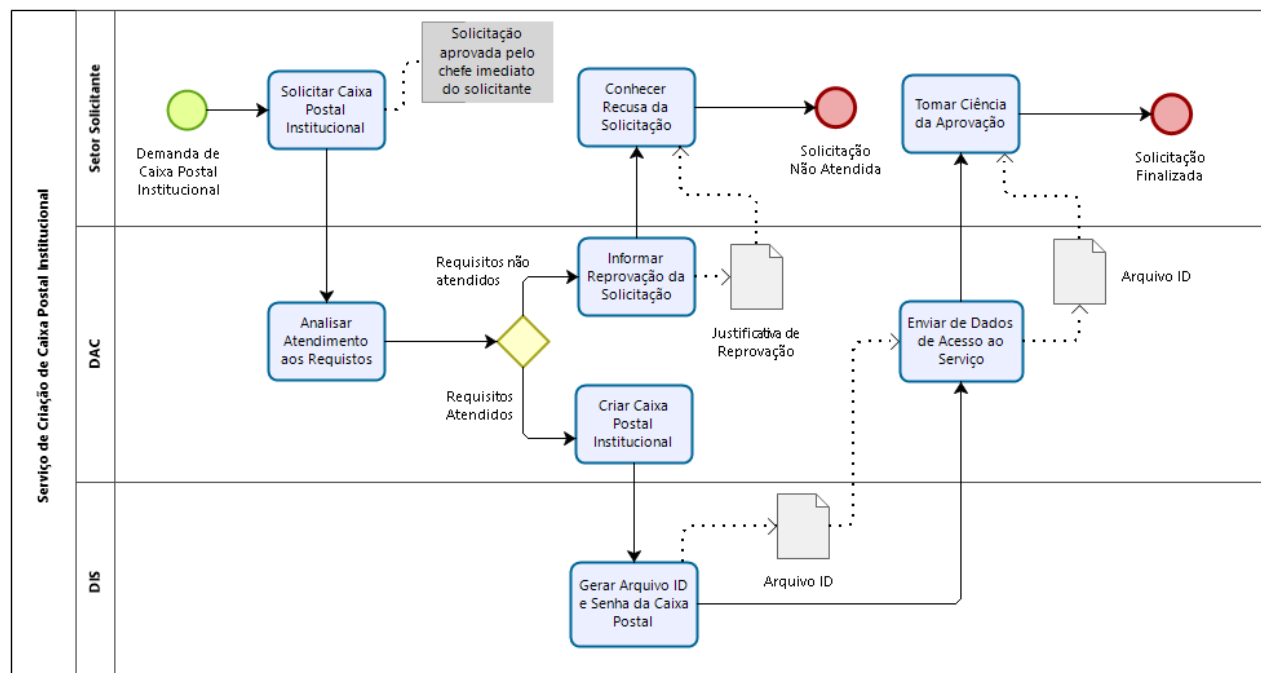 Serviço de Criação de Caixa Postal Institucional
Setor Solicitante
Demanda de
Caixa Postal
Institucional
Solicitar Caixa
Postal
Institucional
Solicitação
aprovada pelo
chefe imediato
do solicitante
Conhecer
Recusa da
Solicitação
Solicitação
Não Atendida
Tomar Ciência
da Aprovação
Solicitação
Finalizada
DAC
Analisar
Atendimento
aos Requistos
Requisitos não
atendidos
Requisitos
Atendidos
Informar
Reprovação da
Solicitação
Justificativa de
Reprovação
Criar Caixa
Postal
Institucional
Enviar de Dados
de Acesso ao
Serviço
Arquivo ID
DIS
Gerar Arquivo ID
e Senha da Caixa
Postal
Arquivo ID